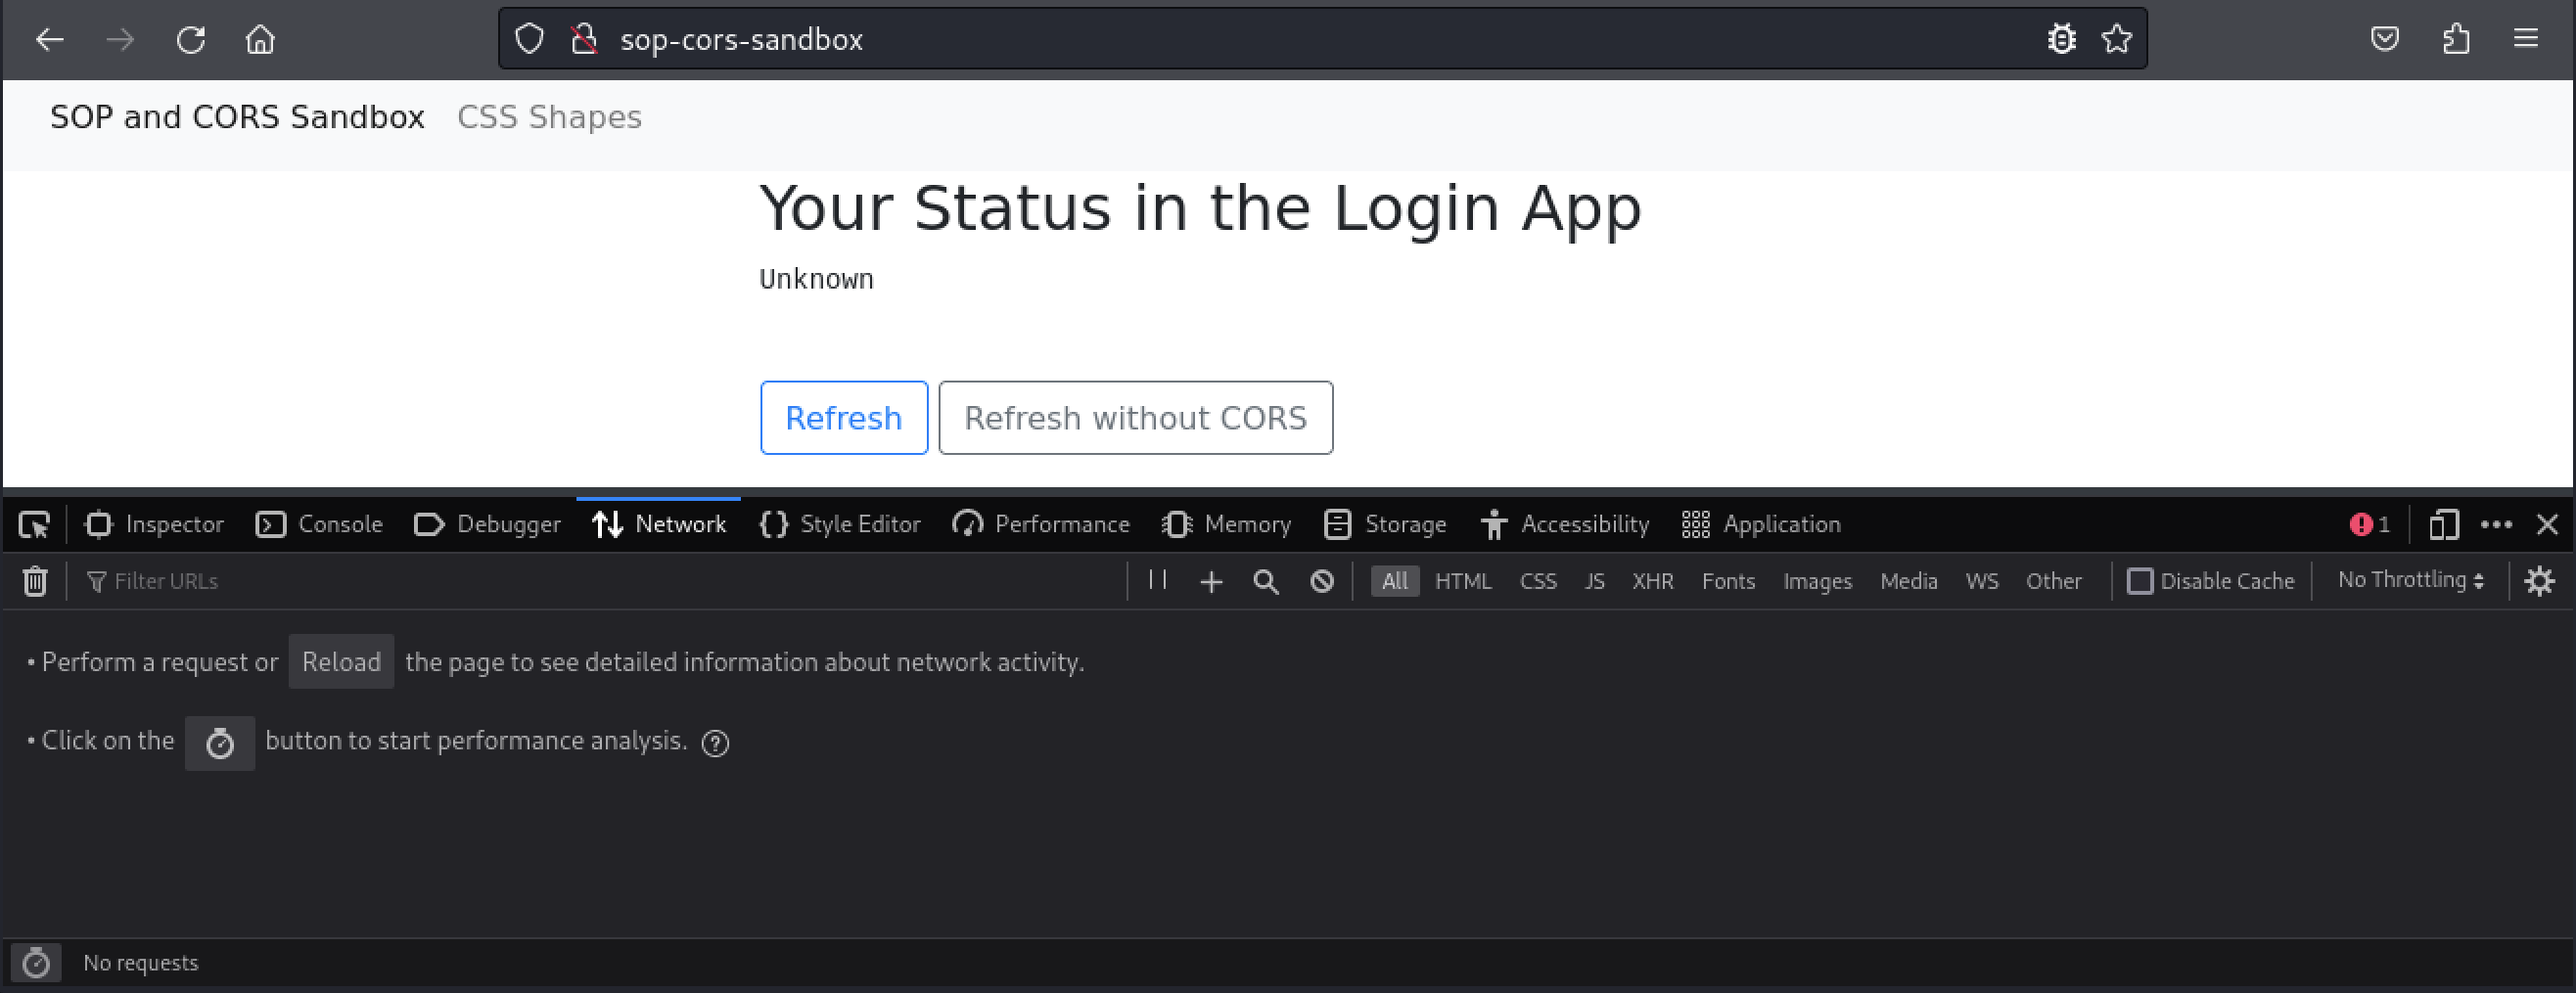 sop-cors-sandbox
SOP and CORS Sandbox CSS Shapes
Your Status in the Login App
Unknown
Refresh Refresh without CORS
Inspector Console Debugger Network Style Editor Performance Memory Storage Accessibility Application 1
Filter URLs All HTML CSS JS XHR Fonts Images Media WS Other Disable Cache No Throttling
• Perform a request or Reload the page to see detailed information about network activity.
• Click on the button to start performance analysis. ?
No requests